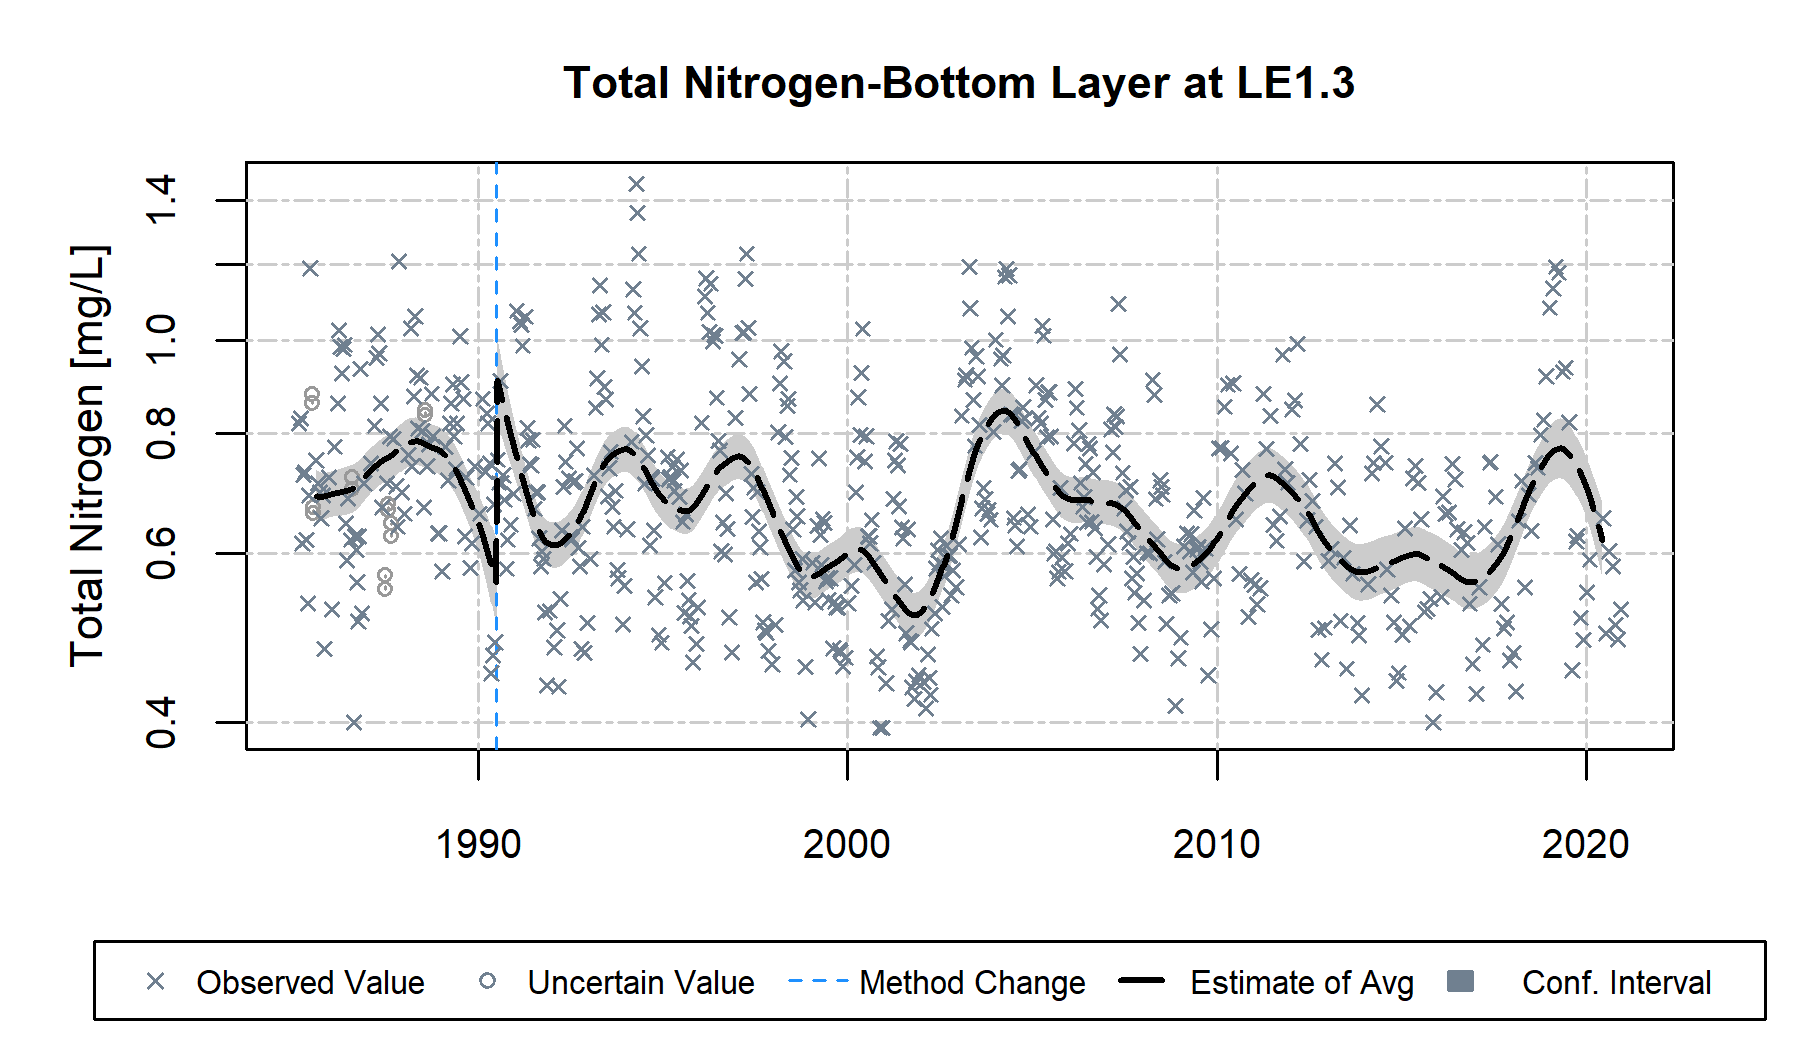 Total Nitrogen-Bottom Layer at LE1.3
Total Nitrogen [mg/L]
1.4
1.0
0.8
0.6
0.4
1990 2000 2010 2020
Observed Value Uncertain Value Method Change Estimate of Avg Conf. Interval